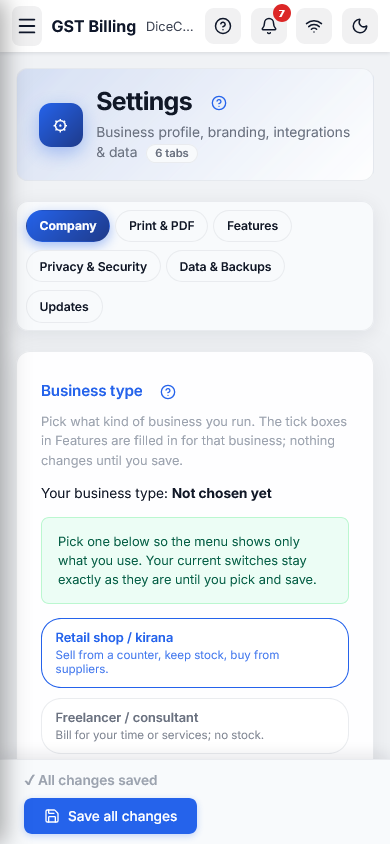 GST Billing DiceC...
7
Settings
Business profile, branding, integrations
& data 6 tabs
Company Print & PDF Features
Privacy & Security Data & Backups
Updates
Business type
Pick what kind of business you run. The tick boxes
in Features are filled in for that business; nothing
changes until you save.
Your business type: Not chosen yet
Pick one below so the menu shows only
what you use. Your current switches stay
exactly as they are until you pick and save.
Retail shop / kirana
Sell from a counter, keep stock, buy from
suppliers.
Freelancer / consultant
Bill for your time or services; no stock.
✓ All changes saved
Save all changes